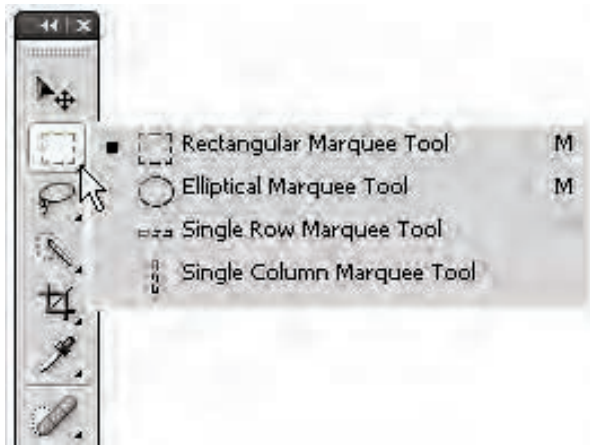 Rectangular Marquee Tool M
Elliptical Marquee Tool M
Single Row Marquee Tool
Single Column Marquee Tool